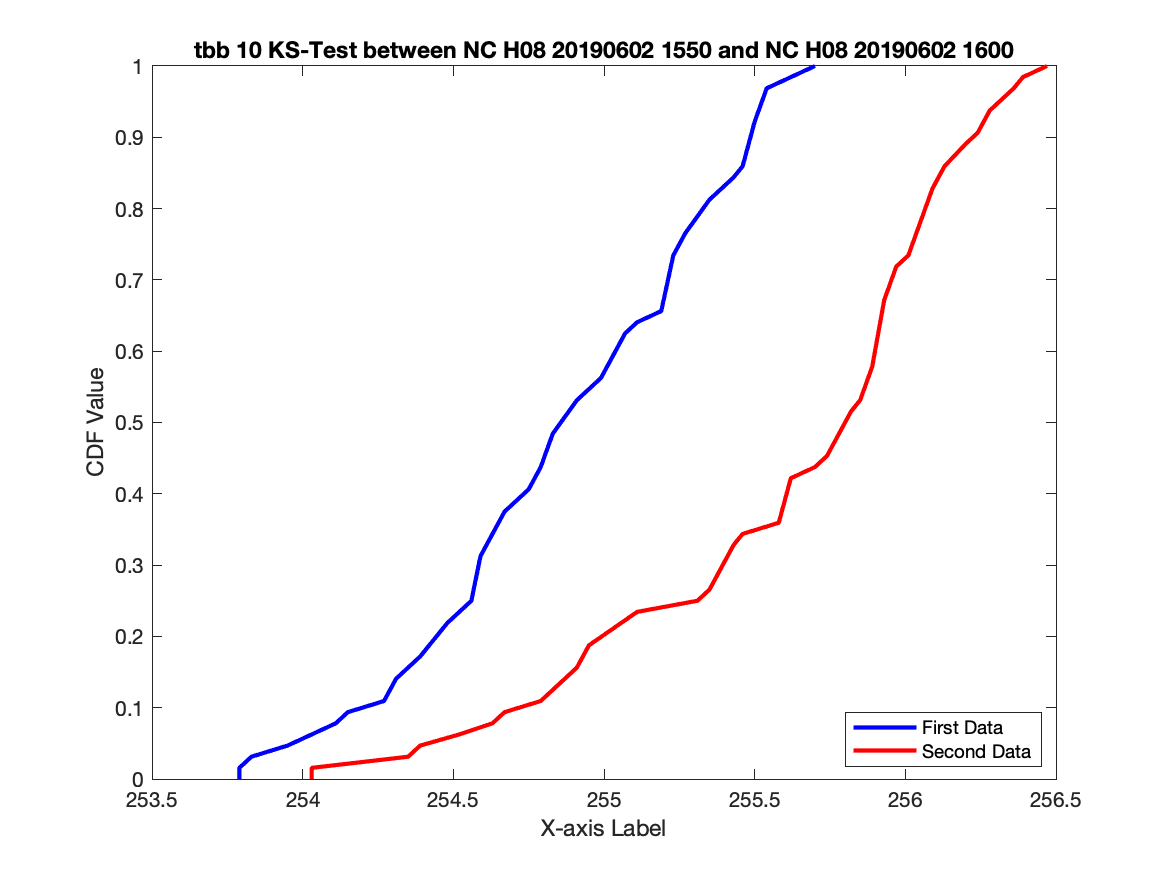 tbb 10 KS-Test between NC H08 20190602 1550 and NC H08 20190602 1600
1
0.9
0.8
0.7
0.6
0.5
0.4
0.3
0.2
0.1
0
CDF Value
First Data
Second Data
253.5 254 254.5 255 255.5 256 256.5
X-axis Label